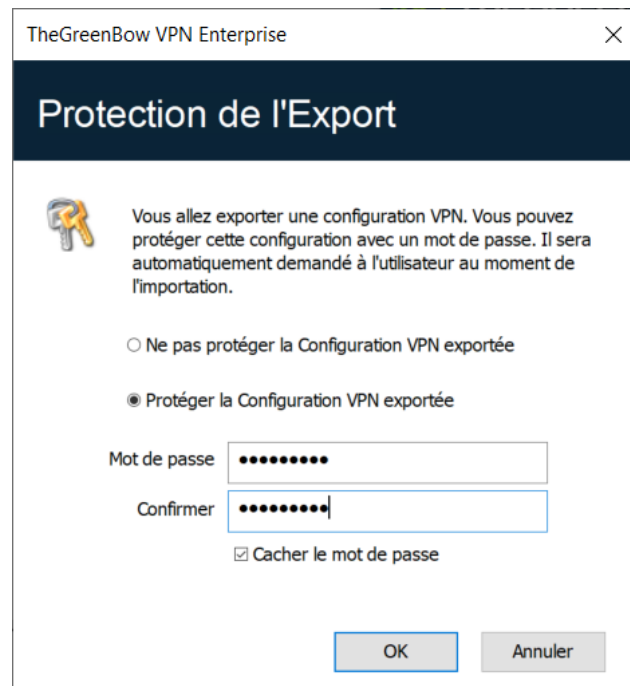 TheGreenBow VPN Enterprise
Protection de l'Export
Vous allez exporter une configuration VPN. Vous pouvez
protéger cette configuration avec un mot de passe. Il sera
automatiquement demandé à l'utilisateur au moment de
l'importation.
Ne pas protéger la Configuration VPN exportée
Protéger la Configuration VPN exportée
Mot de passe •••••••••
Confirmer •••••••••
Cacher le mot de passe
OK Annuler